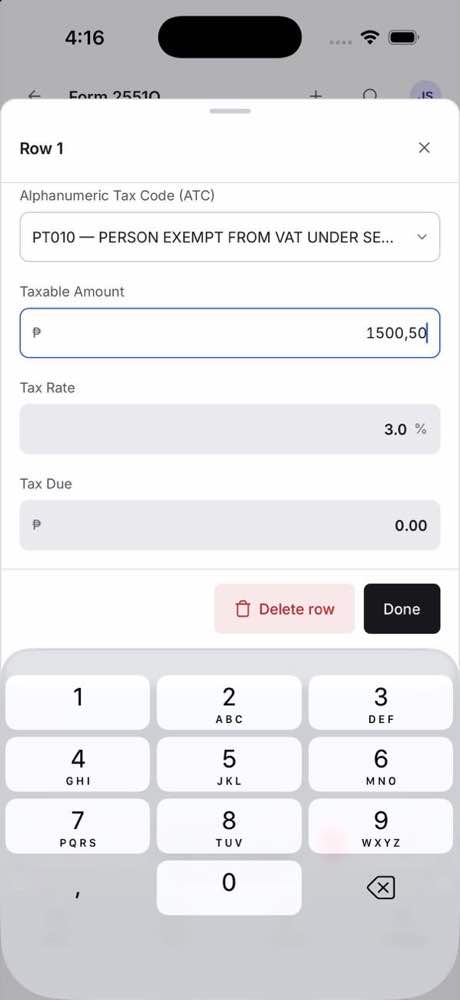 4:16
Form 2551Q
JS
Row 1
Alphanumeric Tax Code (ATC)
PT010 — PERSON EXEMPT FROM VAT UNDER SE...
Taxable Amount
₱ 1500,50
Tax Rate
3.0 %
Tax Due
₱ 0.00
Delete row Done
1 2 3
ABC DEF
4 5 6
GHI JKL MNO
7 8 9
PQRS TUV WXYZ
, 0